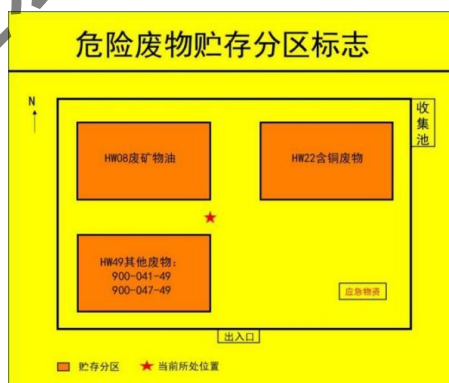 危险废物贮存分区标志
N
收集池
HW08废矿物油
HW22含铜废物
HW49其他废物：
900-041-49
900-047-49
应急物资
出入口
贮存分区
当前所处位置